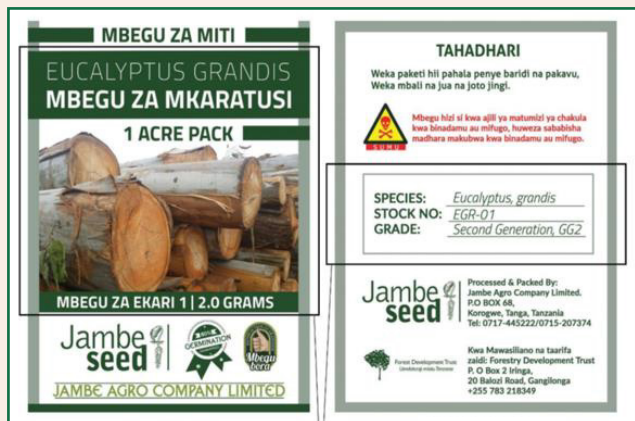 MBEGU ZA MITI
EUCALYPTUS GRANDIS
MBEGU ZA MKARATUSI
1 ACRE PACK
MBEGU ZA EKARI 1 | 2.0 GRAMS
Jambe
seed
GERMINATION
Mbegu
bora
JAMBE AGRO COMPANY LIMITED
TAHADHARI
Weka paketi hii pahala penye baridi na pakavu,
Weka mbali na jua na joto jingi.
SUMU
Mbegu hizi si kwa ajili ya matumizi ya chakula
kwa binadamu au mifugo, huweza sababisha
madhara makubwa kwa binadamu au mifugo.
SPECIES: Eucalyptus, grandis
STOCK NO: EGR-01
GRADE: Second Generation, GG2
Jambe
seed
Processed & Packed By:
Jambe Agro Company Limited.
P.O BOX 68,
Korogwe, Tanga, Tanzania
Tel: 0717-445222/0715-207374
Forest Development Trust
Kwa Mawasiliano na taarifa
zaidi: Forestry Development Trust
P. O Box 2 Iringa,
20 Balozi Road, Gangilonga
+255 783 218349